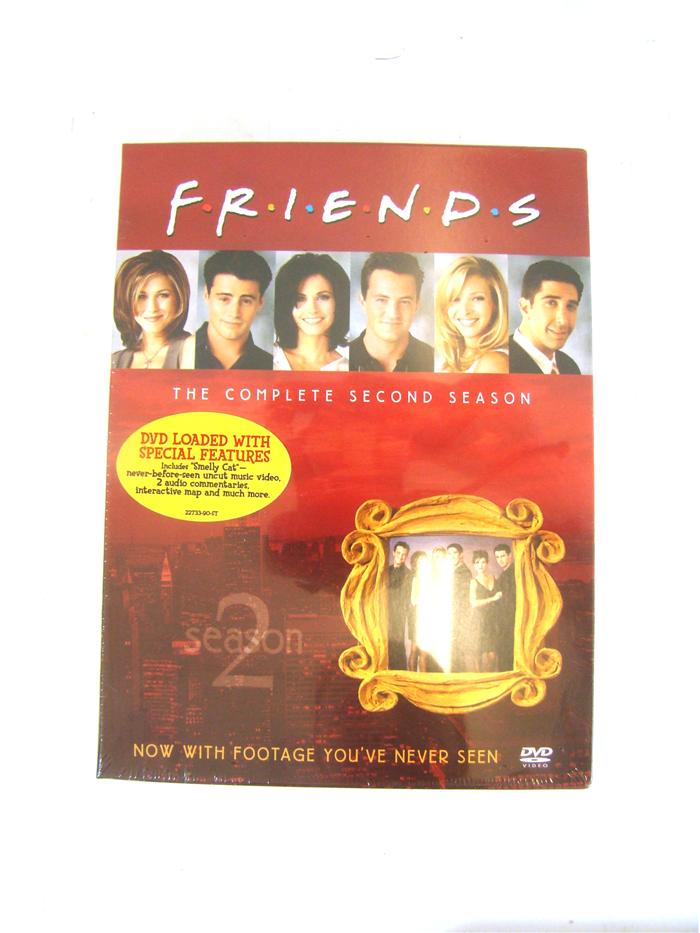 F·R·I·E·N·D·S
THE COMPLETE SECOND SEASON
DVD LOADED WITH
SPECIAL FEATURES
Includes "Smelly Cat"—
never-before-seen uncut music video,
2 audio commentaries,
interactive map and much more.
22733-90-FT
season
2
NOW WITH FOOTAGE YOU'VE NEVER SEEN
DVD
VIDEO